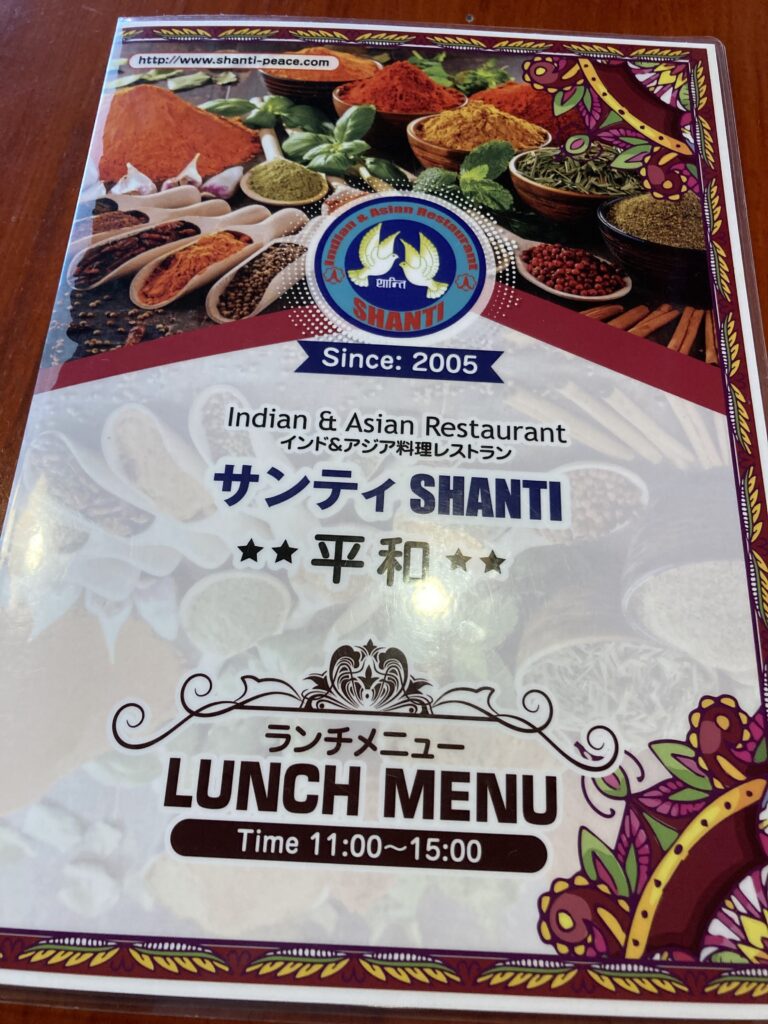 http://www.shanti-peace.com
Indian & Asian Restaurant
शान्ति
SHANTI
Since: 2005
Indian & Asian Restaurant
インド&アジア料理レストラン
サンティ SHANTI
★★平和★★
ランチメニュー
LUNCH MENU
Time 11:00～15:00